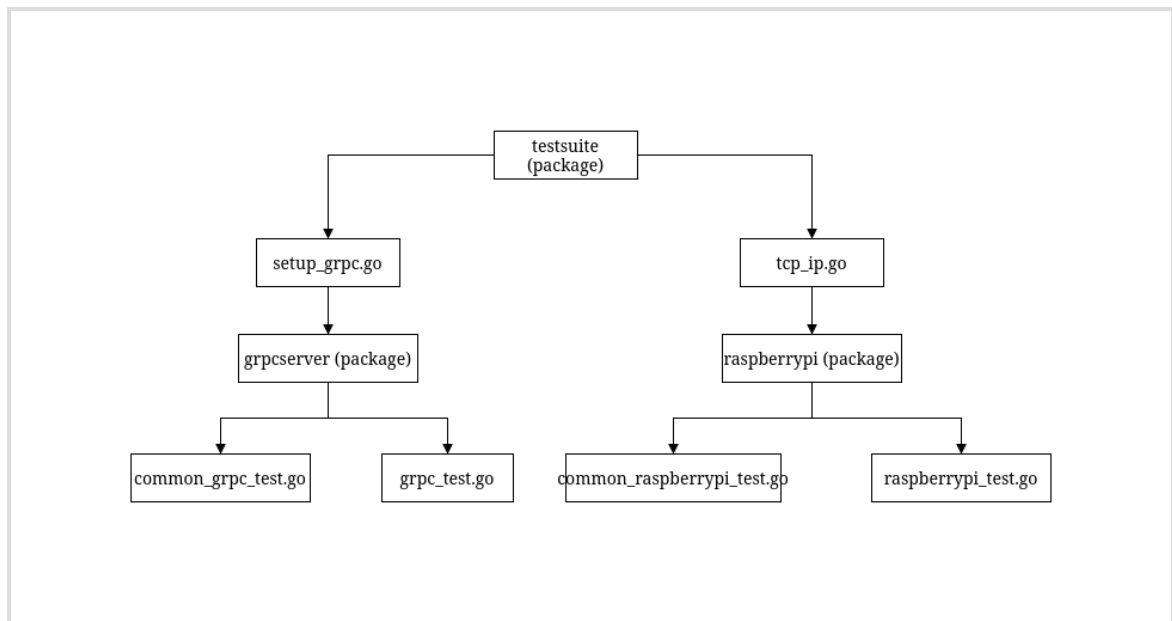 testsuite
(package)
setup_grpc.go
tcp_ip.go
grpcserver (package)
raspberrypi (package)
common_grpc_test.go
grpc_test.go
common_raspberrypi_test.go
raspberrypi_test.go